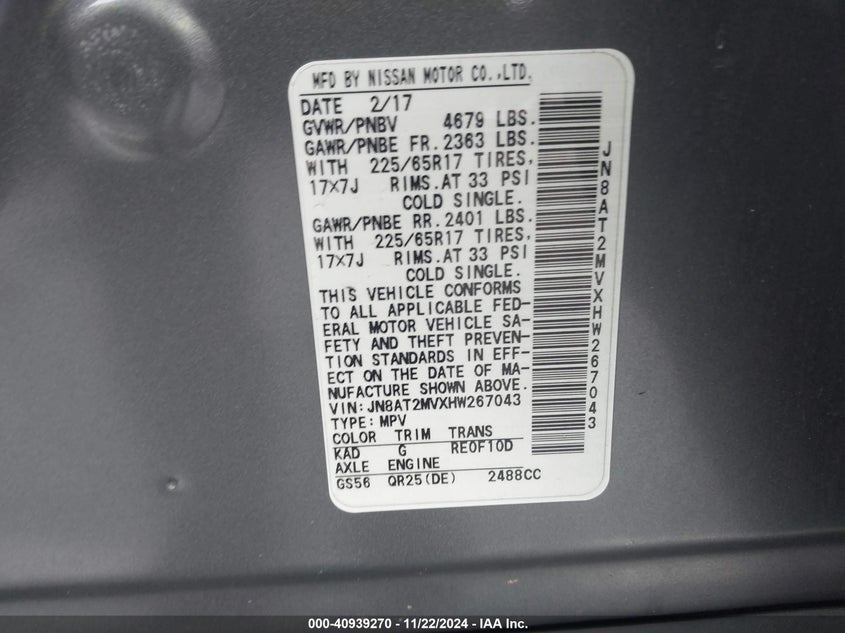 MFD BY NISSAN MOTOR CO.,LTD.
DATE 2/17
GVWR/PNBV 4679 LBS.
GAWR/PNBE FR. 2363 LBS.
WITH 225/65R17 TIRES,
17X7J RIMS.AT 33 PSI
COLD SINGLE.
GAWR/PNBE RR. 2401 LBS.
WITH 225/65R17 TIRES,
17X7J RIMS.AT 33 PSI
COLD SINGLE.
THIS VEHICLE CONFORMS
TO ALL APPLICABLE FED-
ERAL MOTOR VEHICLE SA-
FETY AND THEFT PREVEN-
TION STANDARDS IN EFF-
ECT ON THE DATE OF MA-
NUFACTURE SHOWN ABOVE.
VIN: JN8AT2MVXHW267043
TYPE: MPV
COLOR TRIM TRANS
KAD G RE0F10D
AXLE ENGINE
GS56 QR25(DE) 2488CC
JN8AT2MVXHW267043
000-40939270 - 11/22/2024 - IAA Inc.